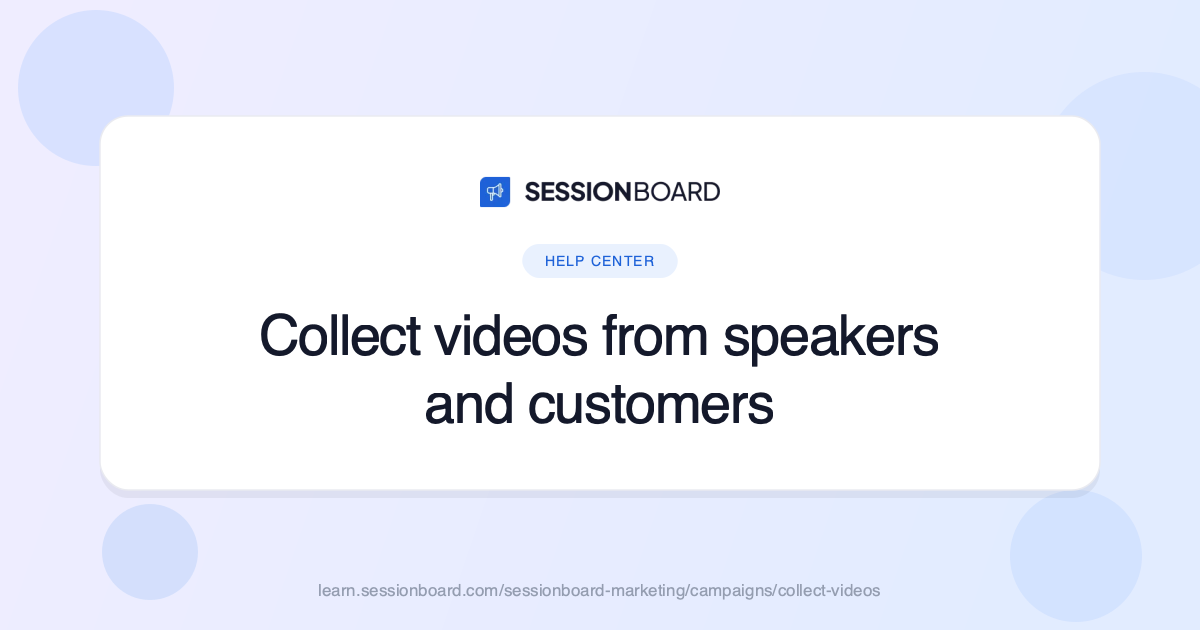 SESSIONBOARD
HELP CENTER
Collect videos from speakers
and customers
learn.sessionboard.com/sessionboard-marketing/campaigns/collect-videos